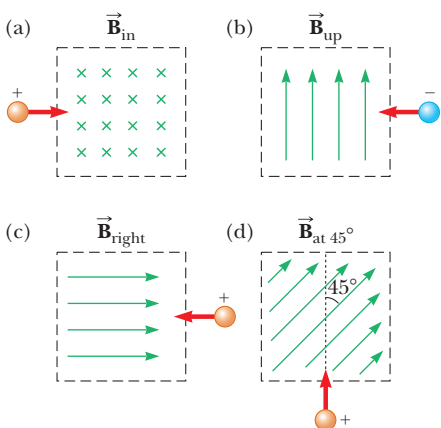 (a)
B⃗in
+
(b)
B⃗up
−
(c)
B⃗right
+
(d)
B⃗at 45°
45°
+